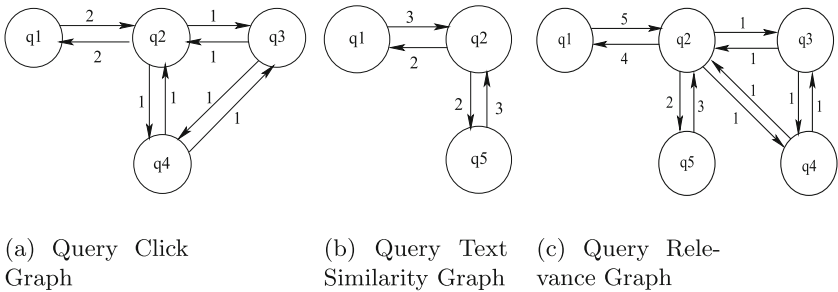 q1 2 2 q2 1 1 q3
1 1 1 1
q4
q1 3 2 q2
2 3
q5
q1 5 4 q2 1 1 q3
2 3 1 1 1 1
q5 q4
(a) Query Click
Graph
(b) Query Text
Similarity Graph
(c) Query Rele-
vance Graph